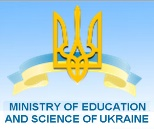 MINISTRY OF EDUCATION
AND SCIENCE OF UKRAINE